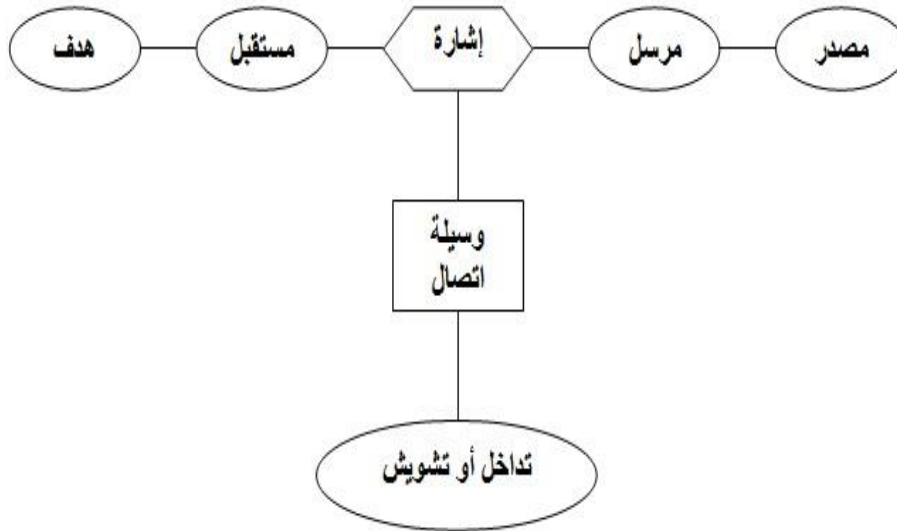 مصدر
مرسل
إشارة
مستقبل
هدف
وسيلة
اتصال
تداخل أو تشويش